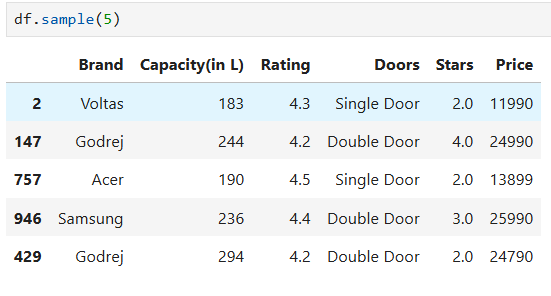 df.sample(5)
Brand Capacity(in L) Rating Doors Stars Price
2 Voltas 183 4.3 Single Door 2.0 11990
147 Godrej 244 4.2 Double Door 4.0 24990
757 Acer 190 4.5 Single Door 2.0 13899
946 Samsung 236 4.4 Double Door 3.0 25990
429 Godrej 294 4.2 Double Door 2.0 24790